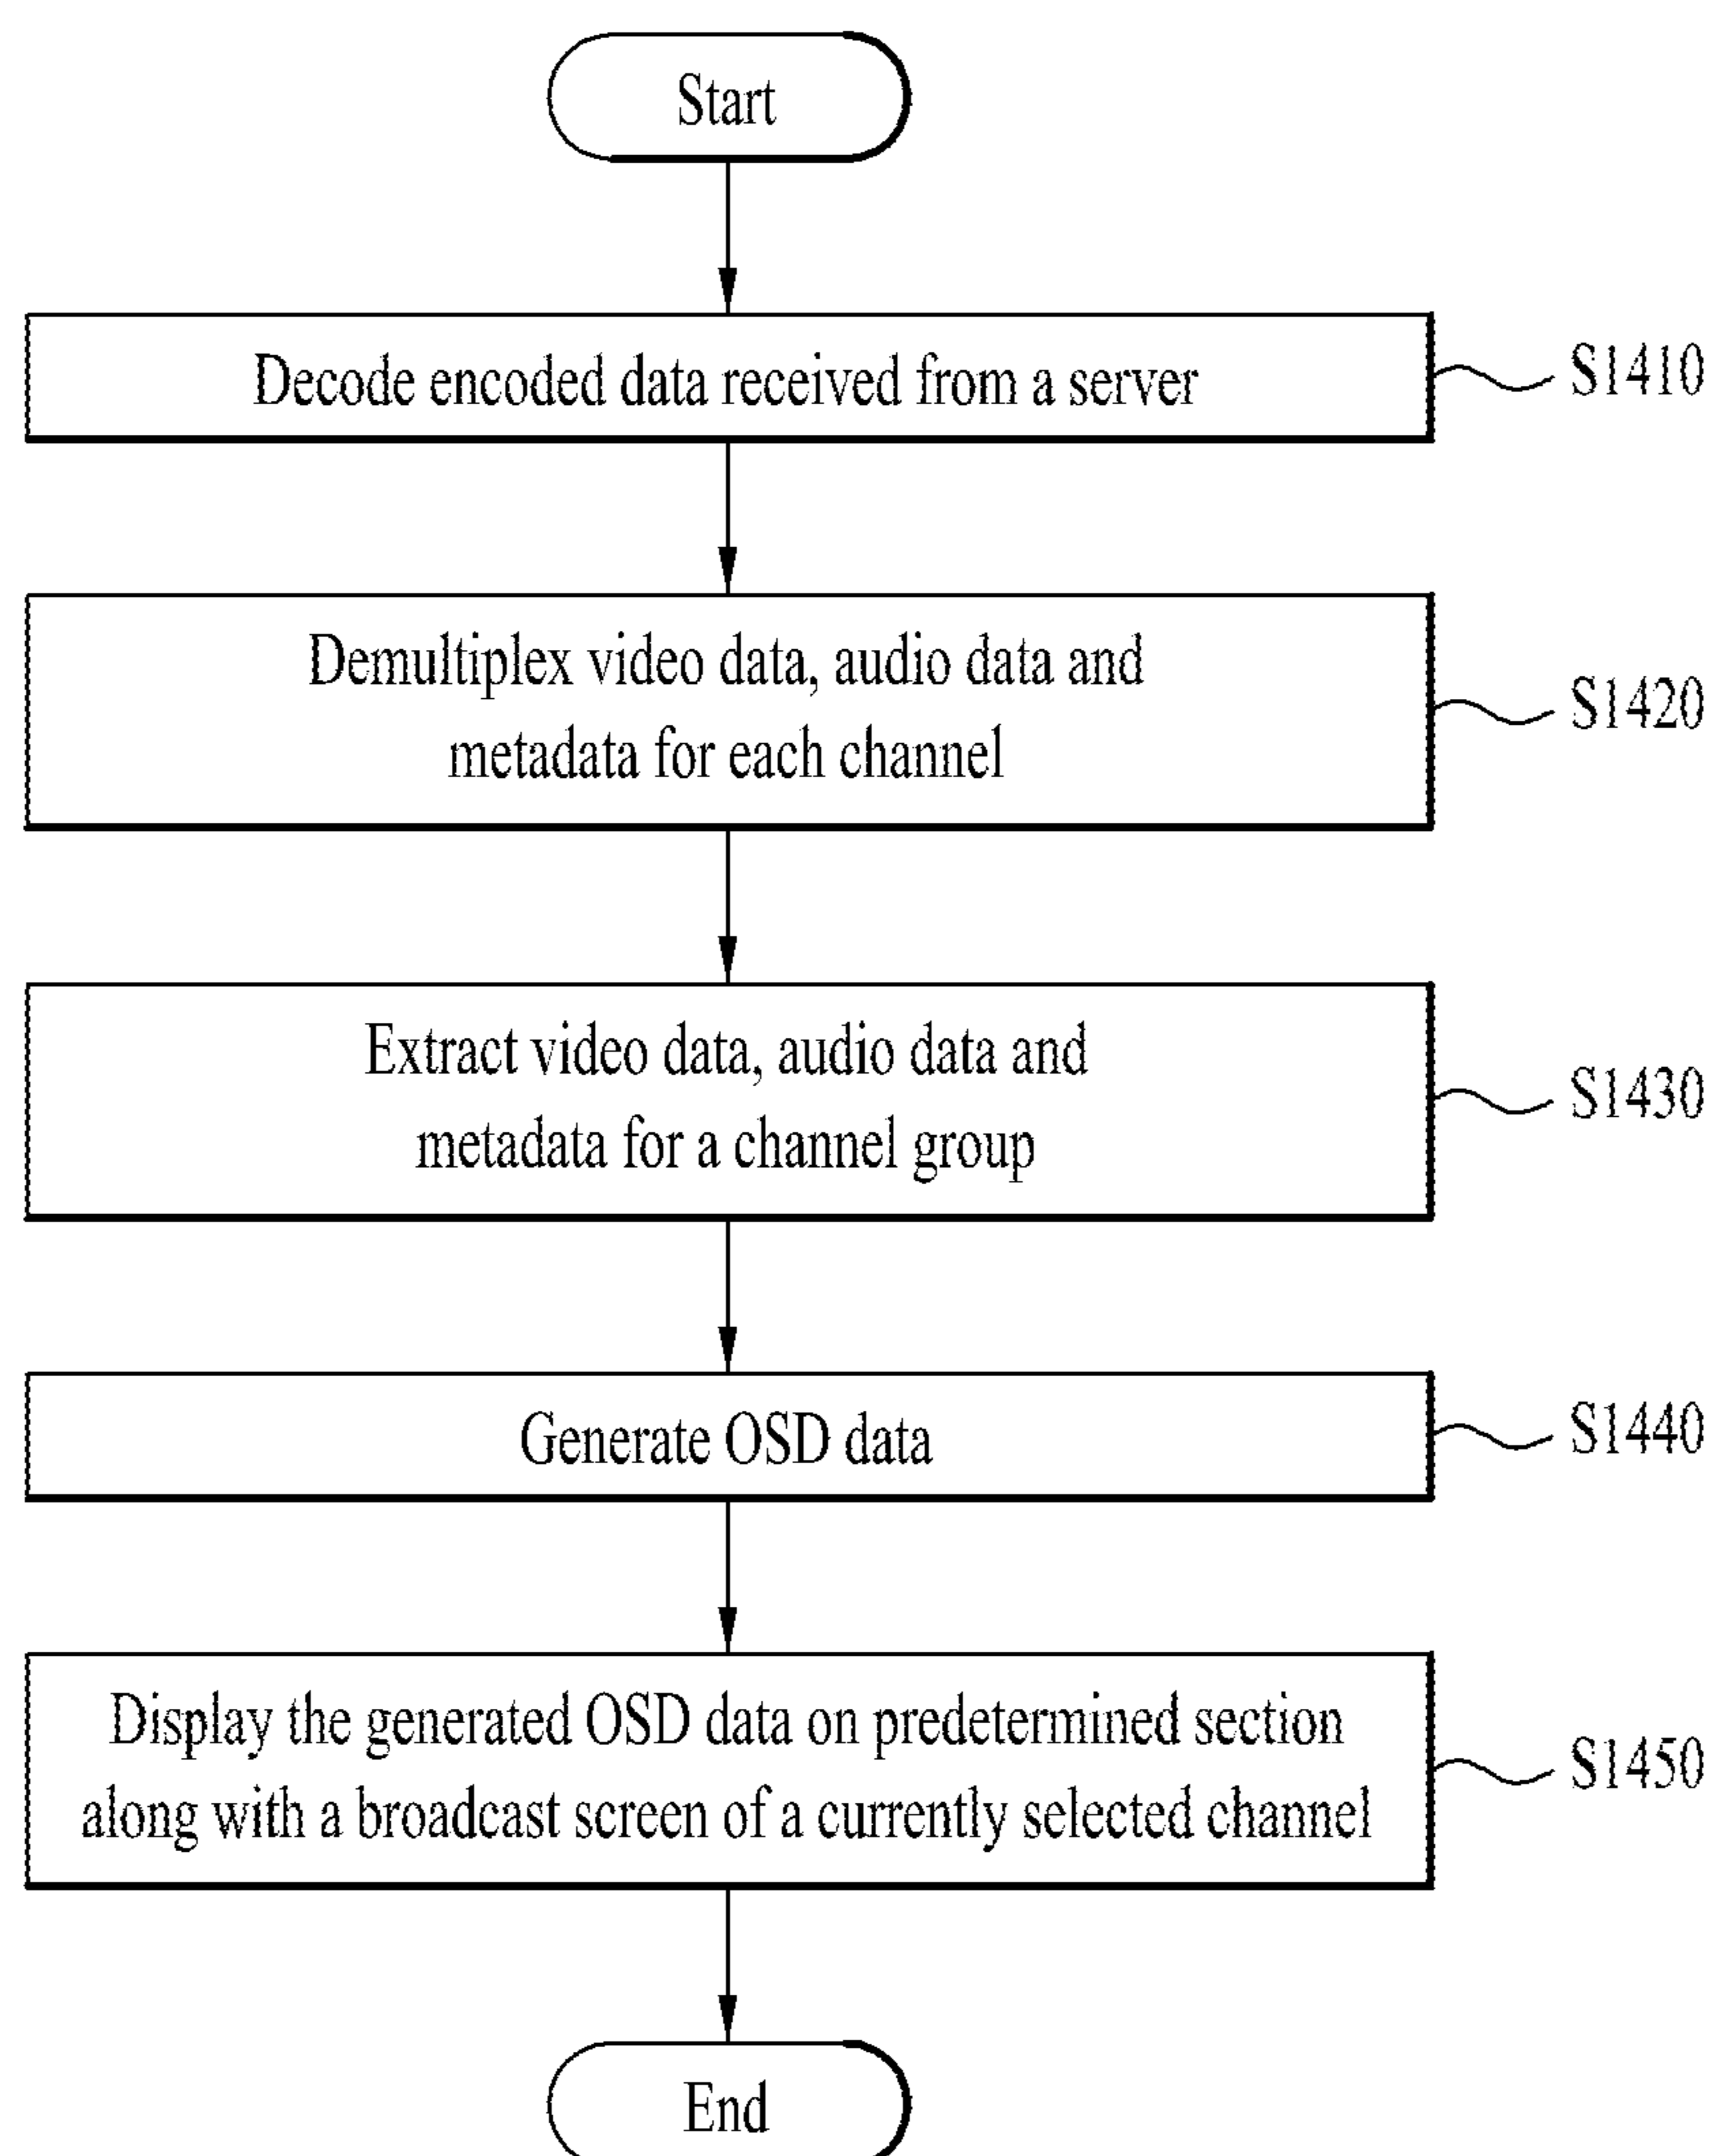 Start
Decode encoded data received from a server
S1410
Demultiplex video data, audio data and
metadata for each channel
S1420
Extract video data, audio data and
metadata for a channel group
S1430
Generate OSD data
S1440
Display the generated OSD data on predetermined section
along with a broadcast screen of a currently selected channel
S1450
End